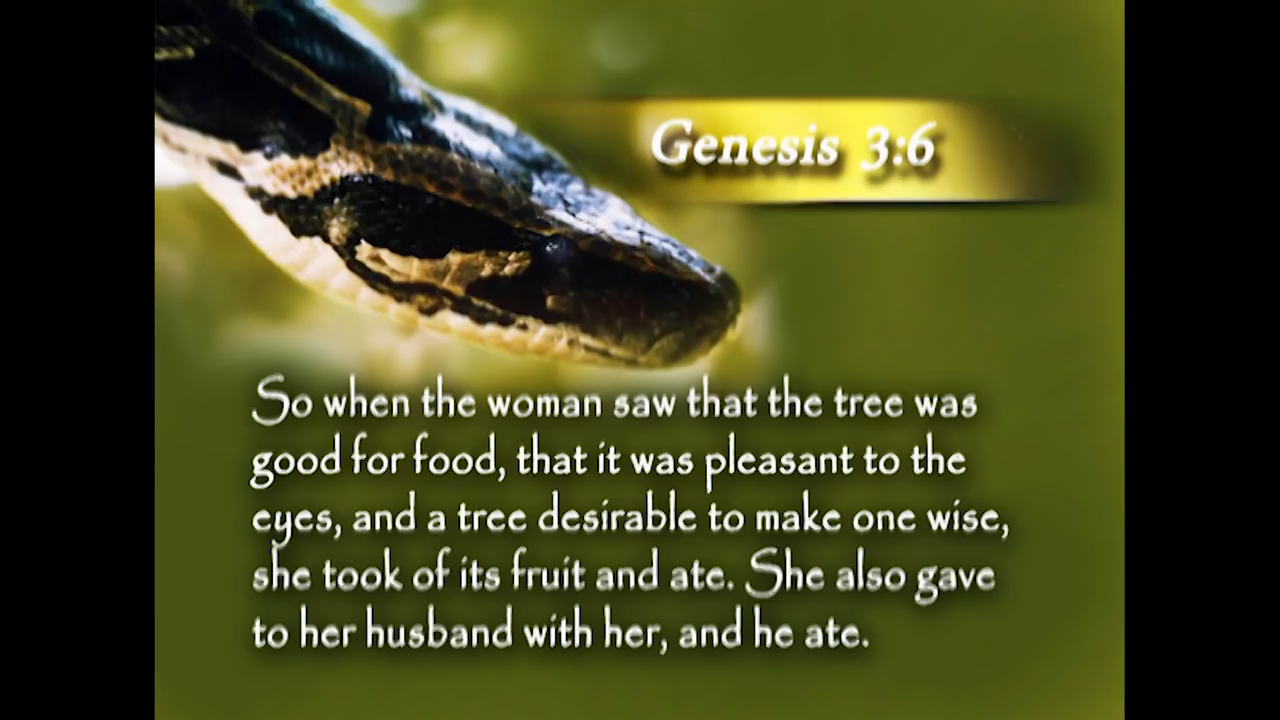 Genesis 3:6
So when the woman saw that the tree was
good for food, that it was pleasant to the
eyes, and a tree desirable to make one wise,
she took of its fruit and ate. She also gave
to her husband with her, and he ate.